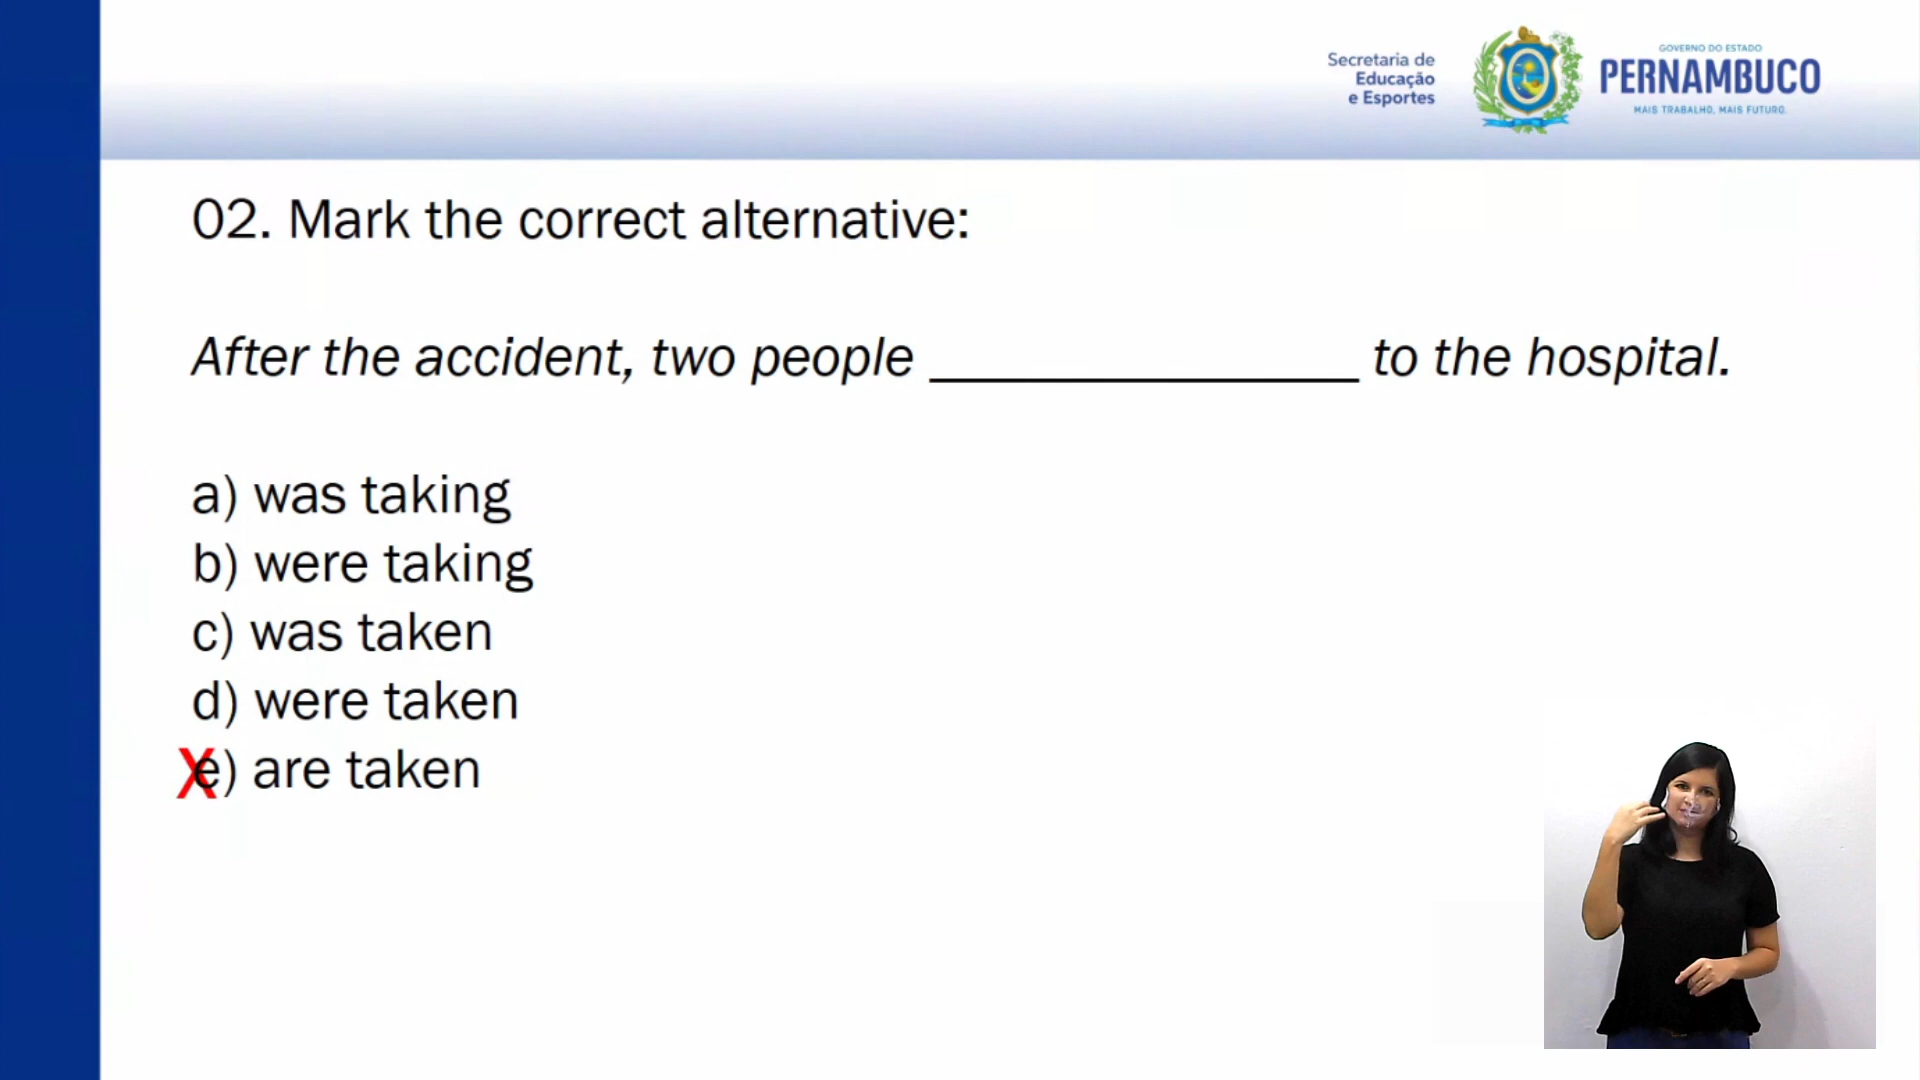 Secretaria de
Educação
e Esportes
GOVERNO DO ESTADO
PERNAMBUCO
MAIS TRABALHO, MAIS FUTURO.
02. Mark the correct alternative:
After the accident, two people ________________ to the hospital.
a) was taking
b) were taking
c) was taken
d) were taken
X e) are taken